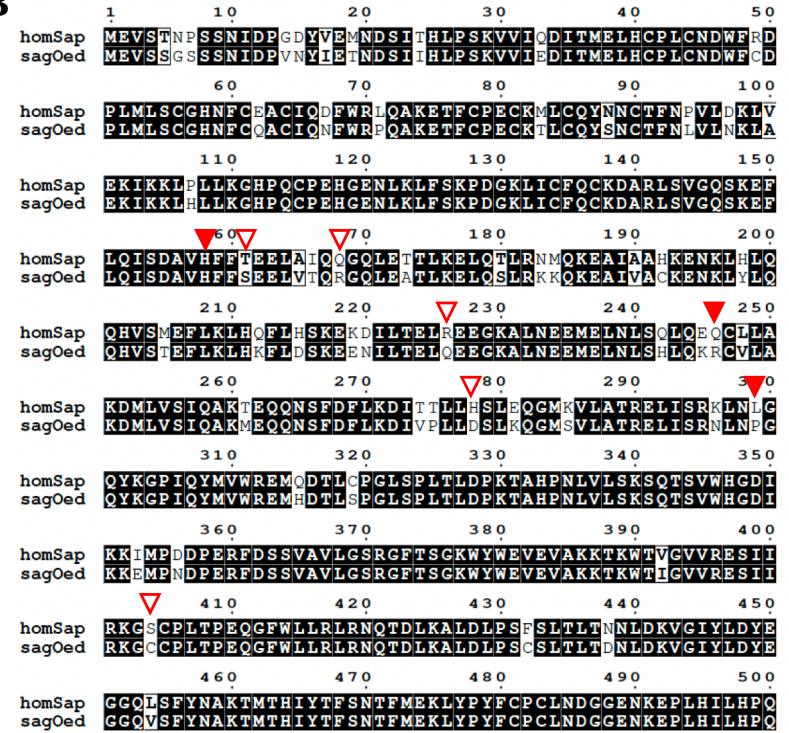 1 10 20 30 40 50
homSap MEVSTNPSSNIDPGDYVEMNDSITHLPSKVVIQDITMELHCPLCNDWFRD
sagOed MEVSSGSSSNIDPVNYIETNDSIIHLPSKVVIEDITMELHCPLCNDWFCD
60 70 80 90 100
homSap PLMLSCGHNFCEACIQDFWRLQAKETFCPECKMLCQYNNCTFNPVLDKLV
sagOed PLMLSCGHNFCQACIQNFWRPQAKETFCPECKTLCQYSNCTFNLVLNKLA
110 120 130 140 150
homSap EKIKKLPLLKGHPQCPEHGENLKLFSKPDGKLICFQCKDARLSVGQSKEF
sagOed EKIKKLHLLKGHPQCPEHGENLKLFSKPDGKLICFQCKDARLSVGQSKEF
60 70 180 190 200
homSap LQISDAVHFFTEELAIQQGQLETTLKELQTLRNMQKEAIAAHKENKLHLQ
sagOed LQISDAVHFFSEELVTQRGQLEATLKELQSLRKKQKEAIVACKENKLYLQ
210 220 230 240 250
homSap QHVSMEFLKLHQFLHSKEKDILTELREEGKALNEEMELNLSQLQEQCLLA
sagOed QHVSTEFLKLHKFLDSKEENILTELQEEGKALNEEMELNLSHLQKRCVLA
260 270 80 290 300
homSap KDMLVSIQAKTEQQNSFDFLKDITTLLHSLEQGMKVLATRELISRKLNLG
sagOed KDMLVSIQAKMEQQNSFDFLKDIVPLLDSLKQGMSVLATRELISRNLNPG
310 320 330 340 350
homSap QYKGPIQYMVWREMQDTLCPGLSPLTLDPKTAHPNLVLSKSQTSVWHGDI
sagOed QYKGPIQYMVWREMHDTLSPGLSPLTLDPKTAHPNLVLSKSQTSVWHGDI
360 370 380 390 400
homSap KKIMPDDPERFDSSVAVLGSRGFTSGKWYWEVEVAKKTKWTVGVVRESII
sagOed KKEMPNDPERFDSSVAVLGSRGFTSGKWYWEVEVAKKTKWTIGVVRESII
410 420 430 440 450
homSap RKGSCPLTPEQGFWLLRLRNQTDLKALDLPSFSLTLTNNLDKVGIYLDYE
sagOed RKGCCPLTPEQGFWLLRLRNQTDLKALDLPSCSLTLTDNLDKVGIYLDYE
460 470 480 490 500
homSap GGQLSFYNAKTMTHIYTFSNTFMEKLYPYFCPCLNDGGENKEPLHILHPQ
sagOed GGQVSFYNAKTMTHIYTFSNTFMEKLYPYFCPCLNDGGENKEPLHILHPQ